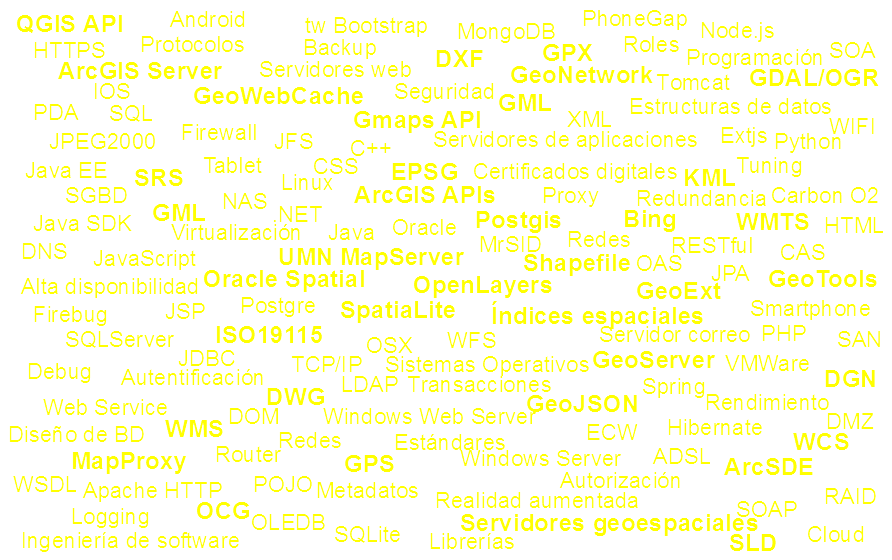 QGIS API Android tw Bootstrap MongoDB PhoneGap Node.js
HTTPS Protocolos Backup DXF GPX Roles Programación SOA
ArcGIS Server Servidores web GeoNetwork Tomcat GDAL/OGR
IOS GeoWebCache Seguridad GML Estructuras de datos
PDA SQL Gmaps API XML WIFI
JPEG2000 Firewall JFS C++ Servidores de aplicaciones Extjs Python
Java EE SRS Tablet CSS EPSG Certificados digitales KML Tuning
SGBD NAS Linux ArcGIS APIs Proxy Redundancia Carbon O2
Java SDK GML NET Postgis Bing WMTS HTML
Virtualización Java Oracle
DNS JavaScript UMN MapServer MrSID Redes RESTful CAS
Shapefile OAS JPA
Alta disponibilidad Oracle Spatial OpenLayers GeoExt GeoTools
Firebug JSP Postgre SpatiaLite Índices espaciales Smartphone
SQLServer ISO19115 OSX WFS Servidor correo PHP SAN
JDBC TCP/IP Sistemas Operativos GeoServer VMWare
Debug Autentificación LDAP Transacciones Spring DGN
Web Service DWG GeoJSON Rendimiento
DOM Windows Web Server DMZ
Diseño de BD WMS Redes Estándares ECW Hibernate WCS
MapProxy Router GPS Windows Server ADSL ArcSDE
WSDL Apache HTTP POJO Metadatos Autorización RAID
Logging OCG OLEDB Realidad aumentada SOAP
Ingeniería de software SQLite Servidores geoespaciales Cloud
Librerías SLD